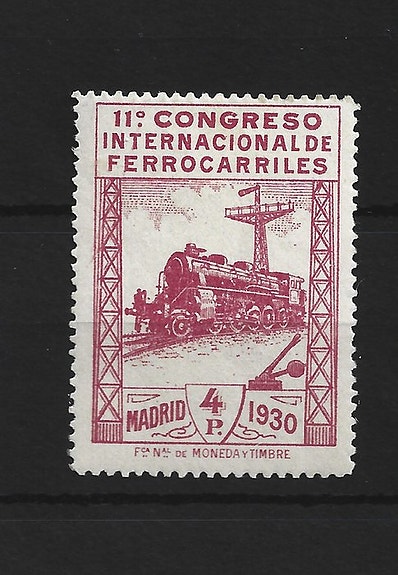 11º CONGRESO
INTERNACIONAL DE
FERROCARRILES
MADRID 4 P. 1930
FCA NAL DE MONEDA Y TIMBRE